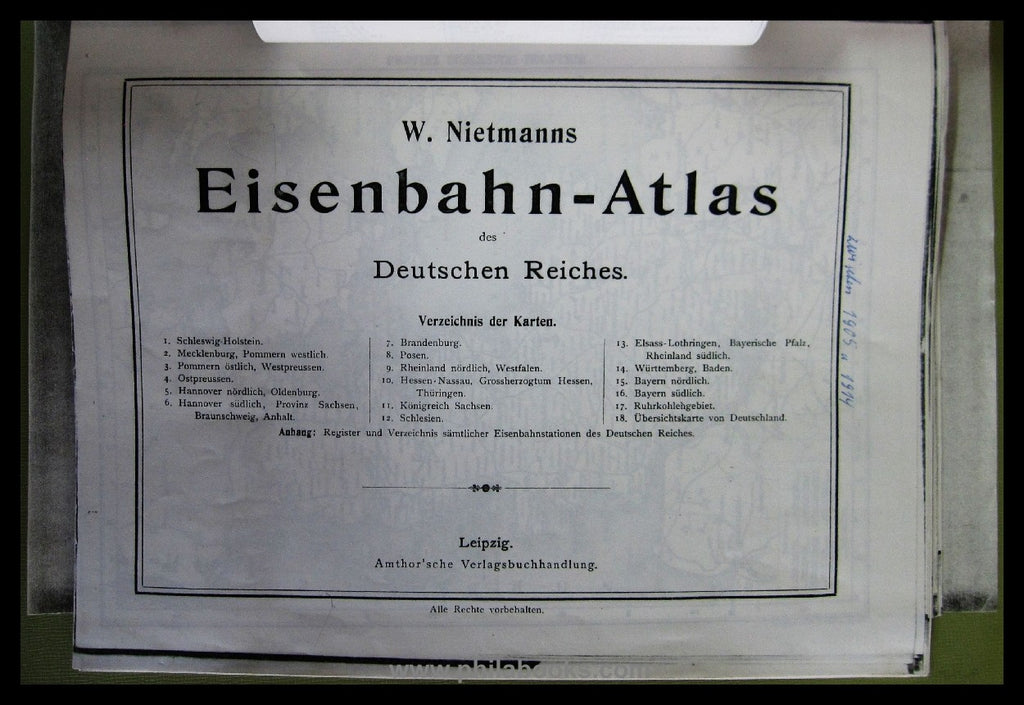 W. Nietmanns
Eisenbahn-Atlas
des
Deutschen Reiches.
Verzeichnis der Karten.
1. Schleswig-Holstein.
2. Mecklenburg, Pommern westlich.
3. Pommern östlich, Westpreussen.
4. Ostpreussen.
5. Hannover nördlich, Oldenburg.
6. Hannover südlich, Provinz Sachsen,
Braunschweig, Anhalt.
7. Brandenburg.
8. Posen.
9. Rheinland nördlich, Westfalen.
10. Hessen-Nassau, Grossherzogtum Hessen,
Thüringen.
11. Königreich Sachsen.
12. Schlesien.
13. Elsass-Lothringen, Bayerische Pfalz,
Rheinland südlich.
14. Württemberg, Baden.
15. Bayern nördlich.
16. Bayern südlich.
17. Ruhrkohlengebiet.
18. Übersichtskarte von Deutschland.
Anhang: Register und Verzeichnis sämtlicher Eisenbahnstationen des Deutschen Reiches.
Leipzig.
Amthor'sche Verlagsbuchhandlung.
Alle Rechte vorbehalten.
1905 u 1914
www.philabooks.com